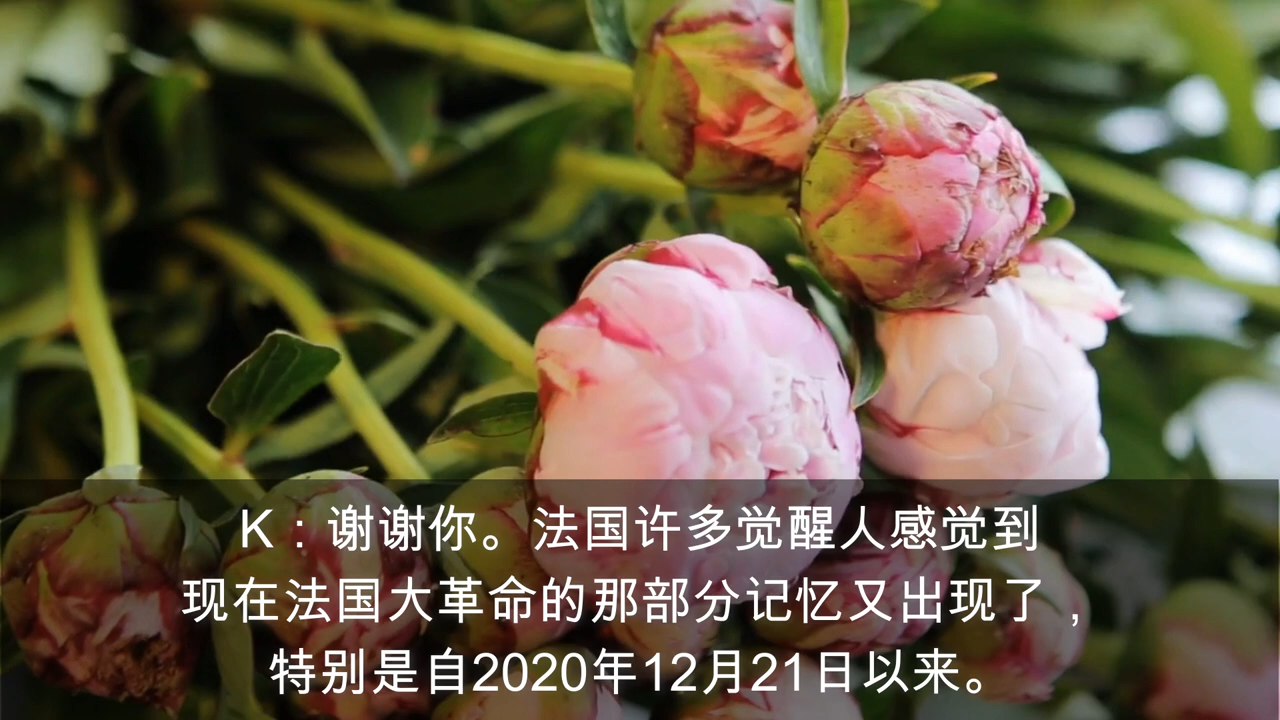 K：谢谢你。法国许多觉醒人感觉到
现在法国大革命的那部分记忆又出现了，
特别是自2020年12月21日以来。